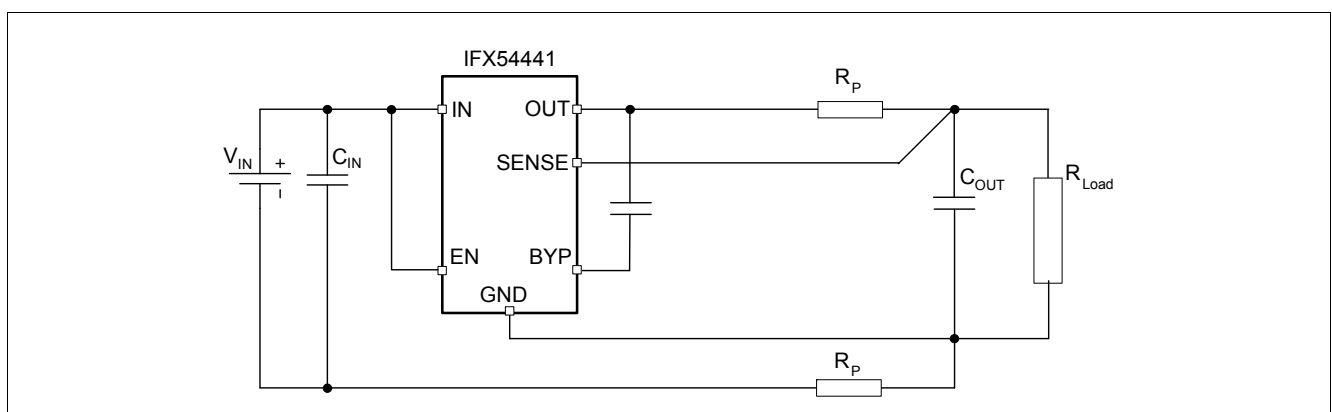 IFX54441
IN
OUT
R_P
V_IN
+
-
C_IN
SENSE
C_OUT
R_Load
EN
BYP
GND
R_P